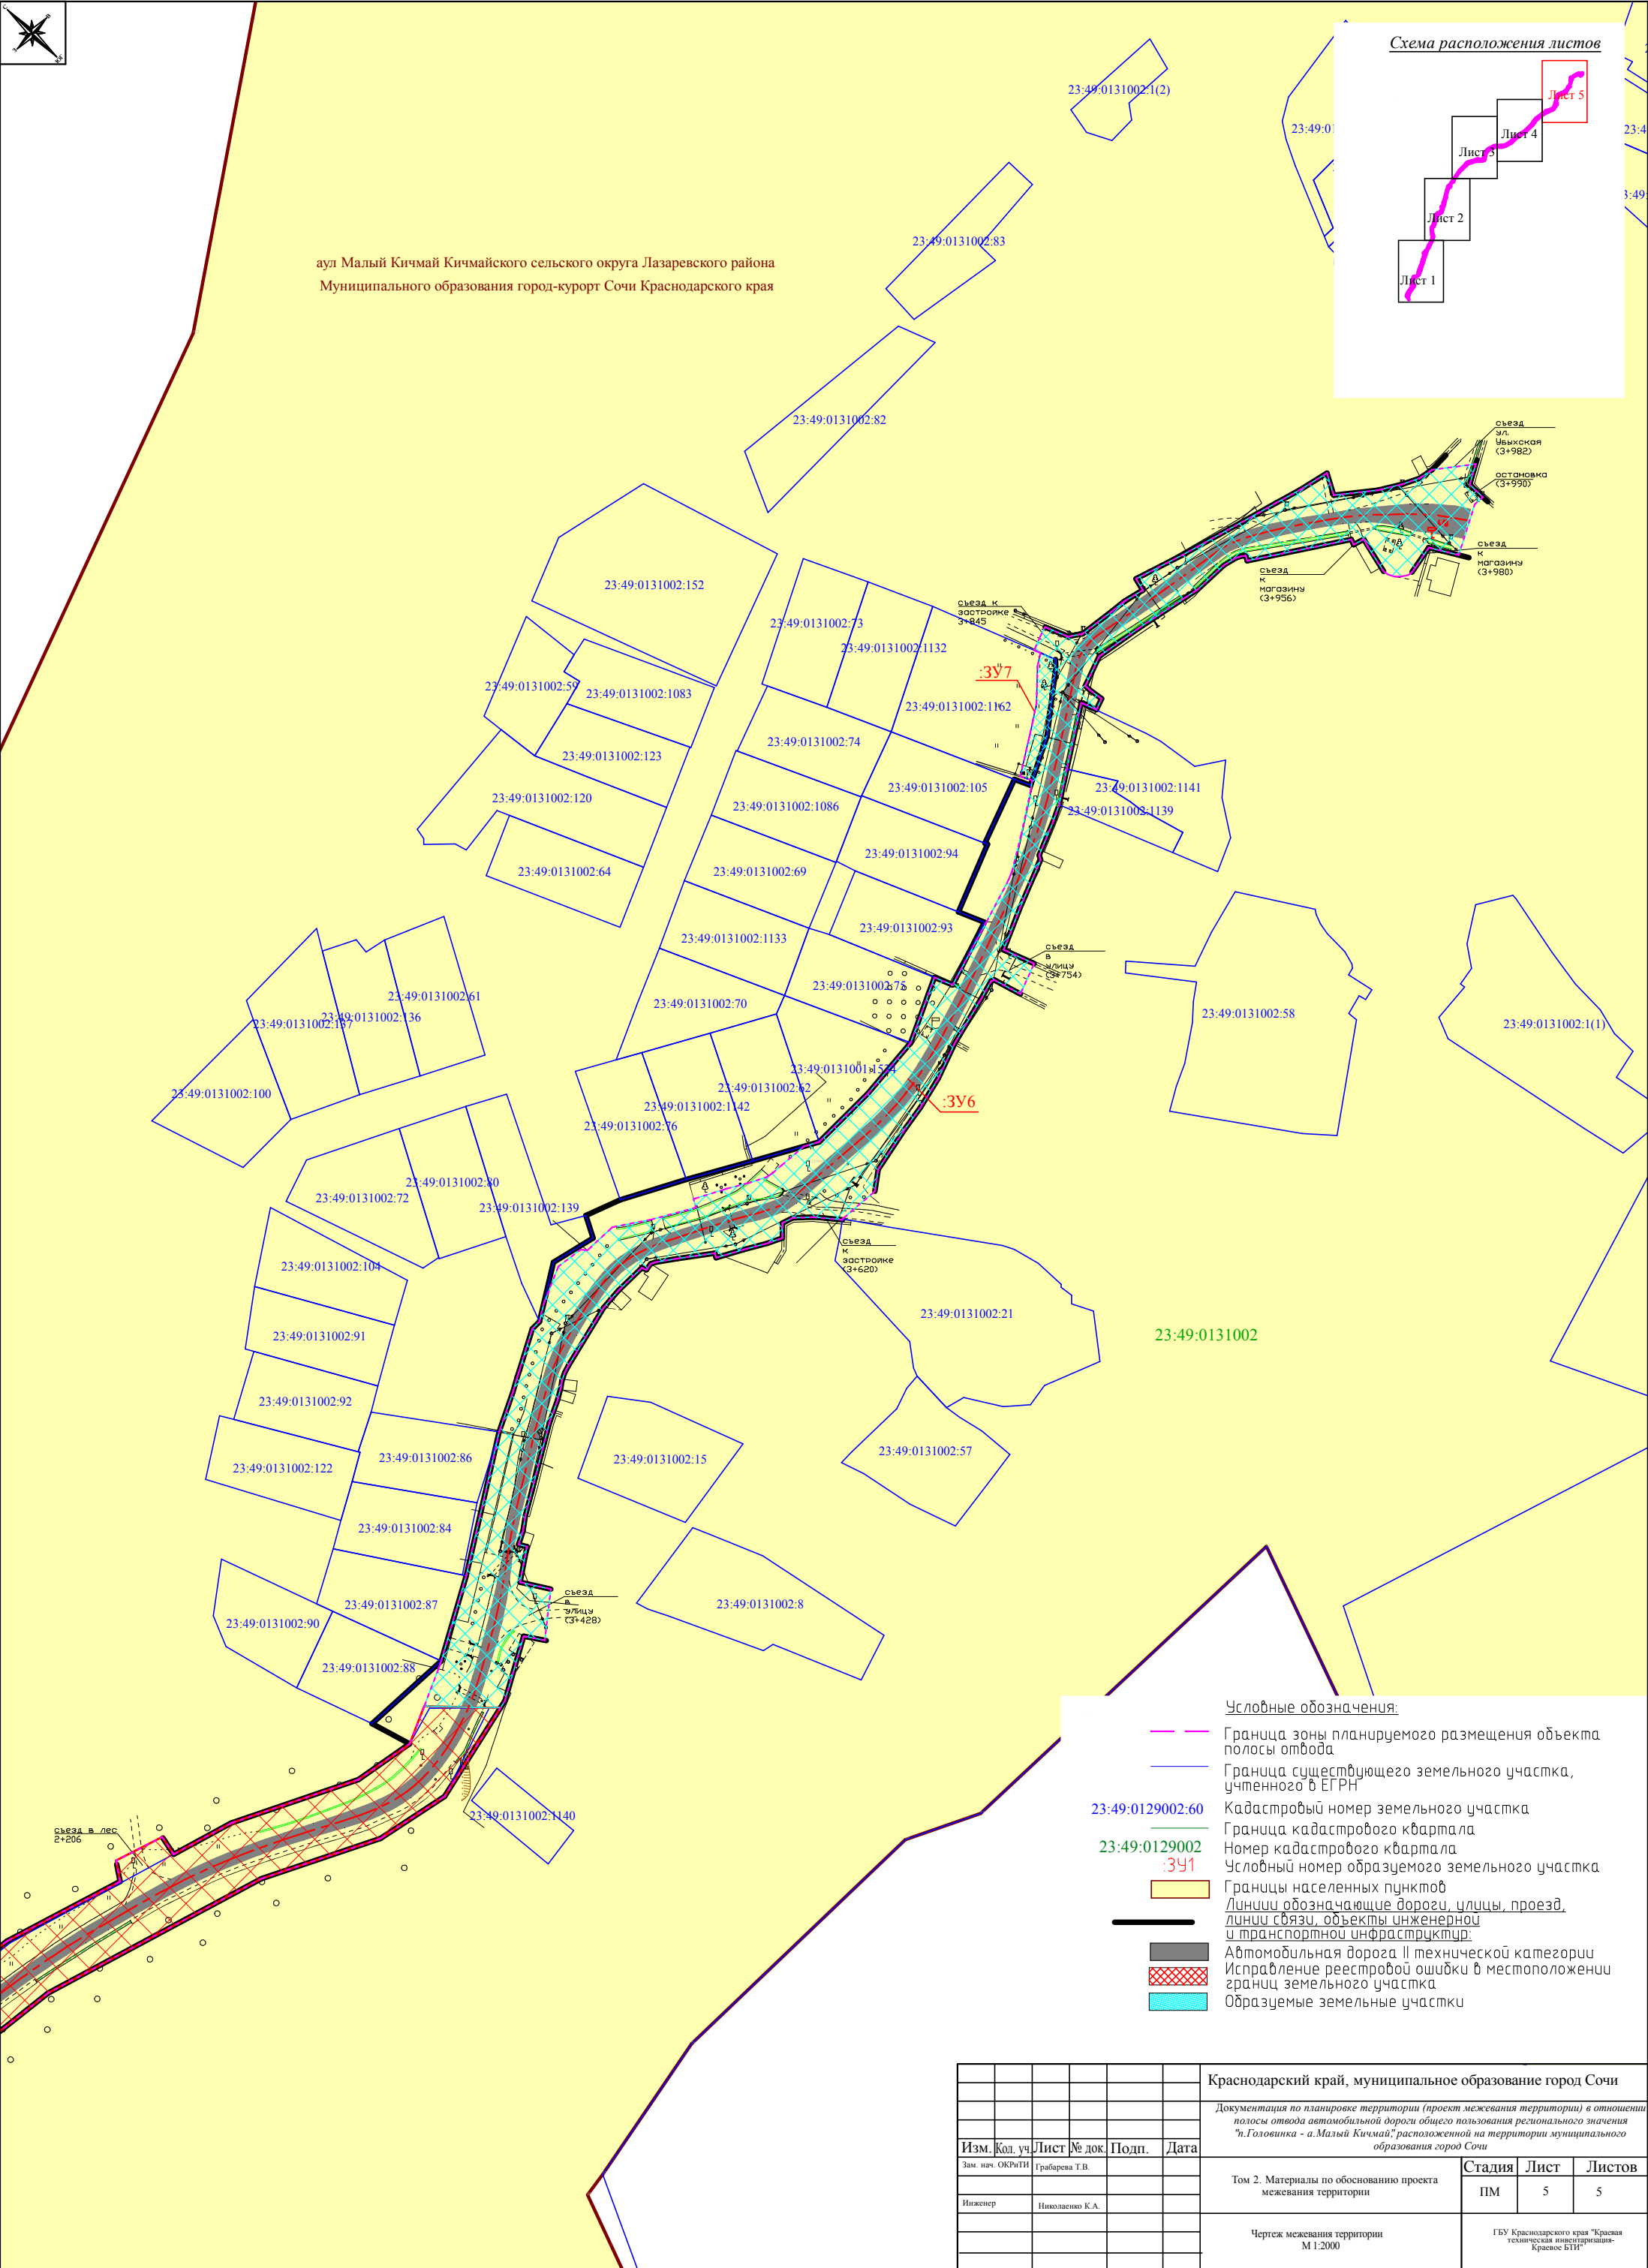 Схема расположения листов
Лист 5
Лист 4
Лист 3
Лист 2
Лист 1
23:49:0131002:1(2)
23:49:0131002:83
аул Малый Кичмай Кичмайского сельского округа Лазаревского района
Муниципального образования город-курорт Сочи Краснодарского края
23:49:0131002:82
съезд
ул.
Убыхская
(3+982)
остановка
(3+990)
съезд
к
магазину
(3+980)
съезд
к
магазину
(3+956)
съезд к
застройке
3+845
23:49:0131002:152
23:49:0131002:73
23:49:0131002:1132
:ЗУ7
23:49:0131002:59
23:49:0131002:1083
23:49:0131002:1162
23:49:0131002:74
23:49:0131002:123
23:49:0131002:105
23:49:0131002:1141
23:49:0131002:120
23:49:0131002:1086
23:49:0131002:1139
23:49:0131002:94
23:49:0131002:64
23:49:0131002:69
23:49:0131002:93
23:49:0131002:1133
съезд
в
улицу
(3+754)
23:49:0131002:75
23:49:0131002:61
23:49:0131002:70
23:49:0131002:136
23:49:0131002:137
23:49:0131002:58
23:49:0131002:1(1)
23:49:0131001:1574
23:49:0131002:62
23:49:0131002:100
23:49:0131002:1142
:ЗУ6
23:49:0131002:76
23:49:0131002:80
23:49:0131002:72
23:49:0131002:139
съезд
к
застройке
(3+620)
23:49:0131002:104
23:49:0131002:21
23:49:0131002
23:49:0131002:91
23:49:0131002:92
23:49:0131002:57
23:49:0131002:86
23:49:0131002:15
23:49:0131002:122
23:49:0131002:84
съезд
в
улицу
(3+428)
23:49:0131002:87
23:49:0131002:8
23:49:0131002:90
23:49:0131002:88
23:49:0131002:1140
съезд в лес
2+206
Условные обозначения:
Граница зоны планируемого размещения объекта
полосы отвода
Граница существующего земельного участка,
учтенного в ЕГРН
23:49:0129002:60 Кадастровый номер земельного участка
Граница кадастрового квартала
23:49:0129002 Номер кадастрового квартала
:ЗУ1 Условный номер образуемого земельного участка
Границы населенных пунктов
Линиии обозначающие дороги, улицы, проезд,
линии связи, объекты инженерной
и транспортной инфраструктур:
Автомобильная дорога II технической категории
Исправление реестровой ошибки в местоположении
границ земельного участка
Образуемые земельные участки
Краснодарский край, муниципальное образование город Сочи
Документация по планировке территории (проект межевания территории) в отношении
полосы отвода автомобильной дороги общего пользования регионального значения
"п.Головинка - а.Малый Кичмай", расположенной на территории муниципального
образования город Сочи
Изм. Кол. уч. Лист № док. Подп. Дата
Зам. нач. ОКРиТИ Грабарева Т.В.
Том 2. Материалы по обоснованию проекта
межевания территории
Стадия Лист Листов
ПМ 5 5
Инженер Николаенко К.А.
Чертеж межевания территории
М 1:2000
ГБУ Краснодарского края "Краевая
техническая инвентаризация-
Краевое БТИ"